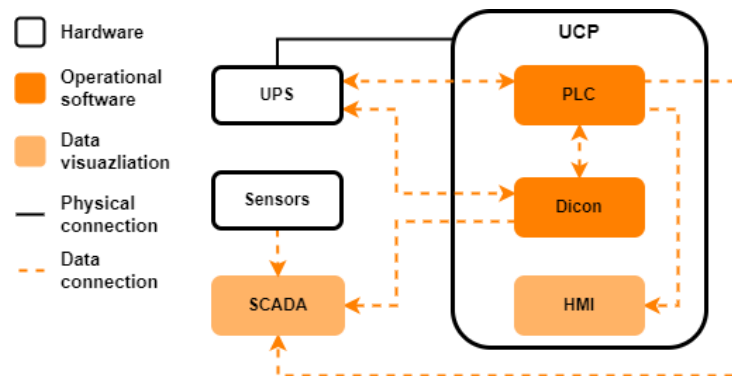 Hardware
Operational
software
Data
visuazliation
Physical
connection
Data
connection
UCP
UPS
PLC
Sensors
Dicon
SCADA
HMI